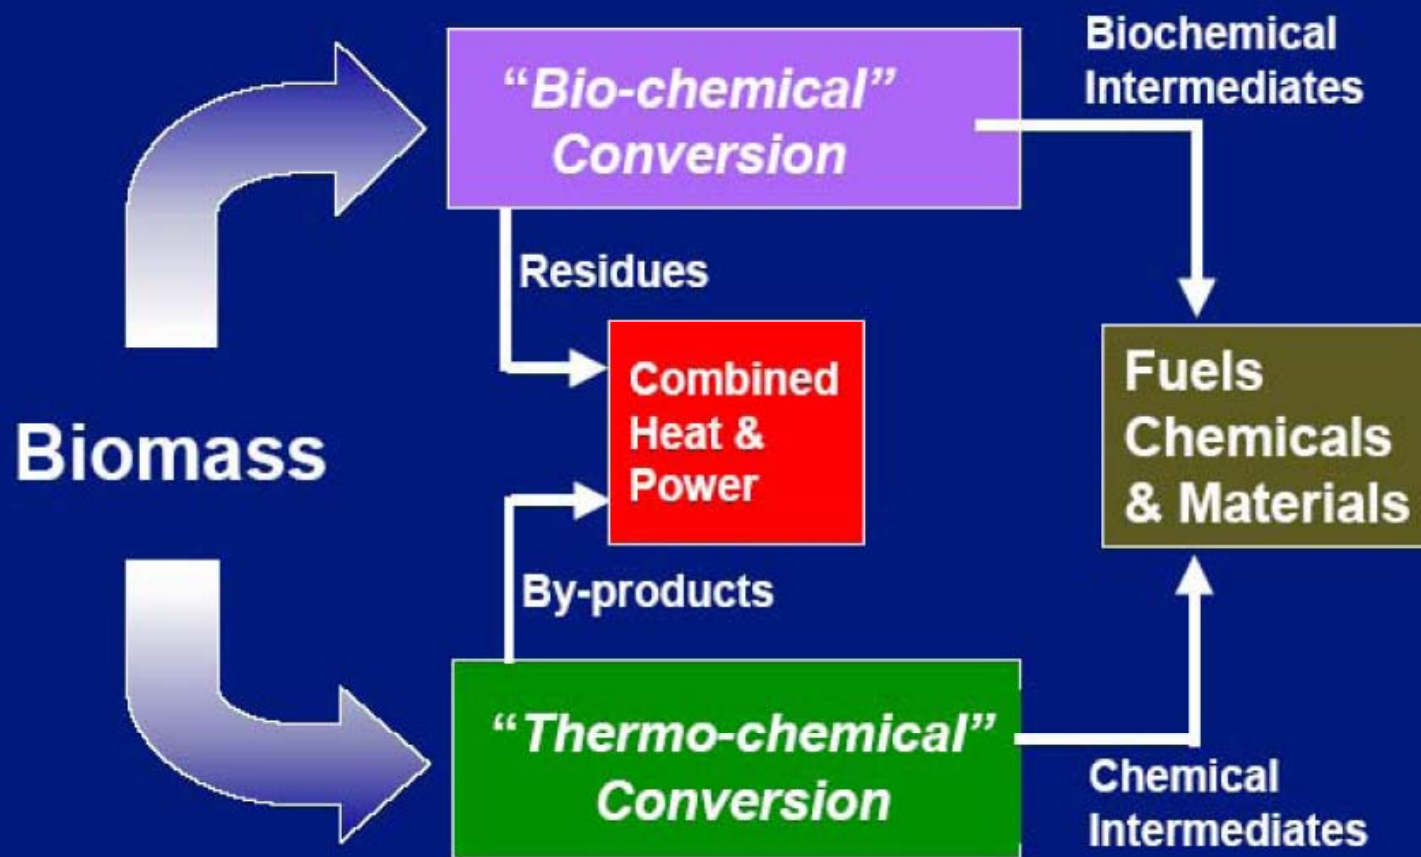 Biomass
“Bio-chemical”
Conversion
Biochemical
Intermediates
Residues
Combined
Heat &
Power
Fuels
Chemicals
& Materials
By-products
“Thermo-chemical”
Conversion
Chemical
Intermediates